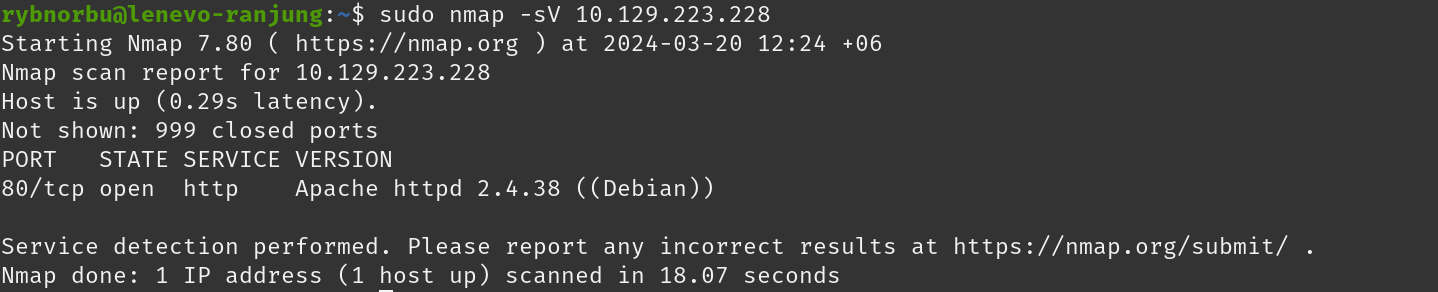 rybnorbu@lenevo-ranjung:~$ sudo nmap -sV 10.129.223.228
Starting Nmap 7.80 ( https://nmap.org ) at 2024-03-20 12:24 +06
Nmap scan report for 10.129.223.228
Host is up (0.29s latency).
Not shown: 999 closed ports
PORT   STATE SERVICE VERSION
80/tcp open  http    Apache httpd 2.4.38 ((Debian))
Service detection performed. Please report any incorrect results at https://nmap.org/submit/ .
Nmap done: 1 IP address (1 host up) scanned in 18.07 seconds